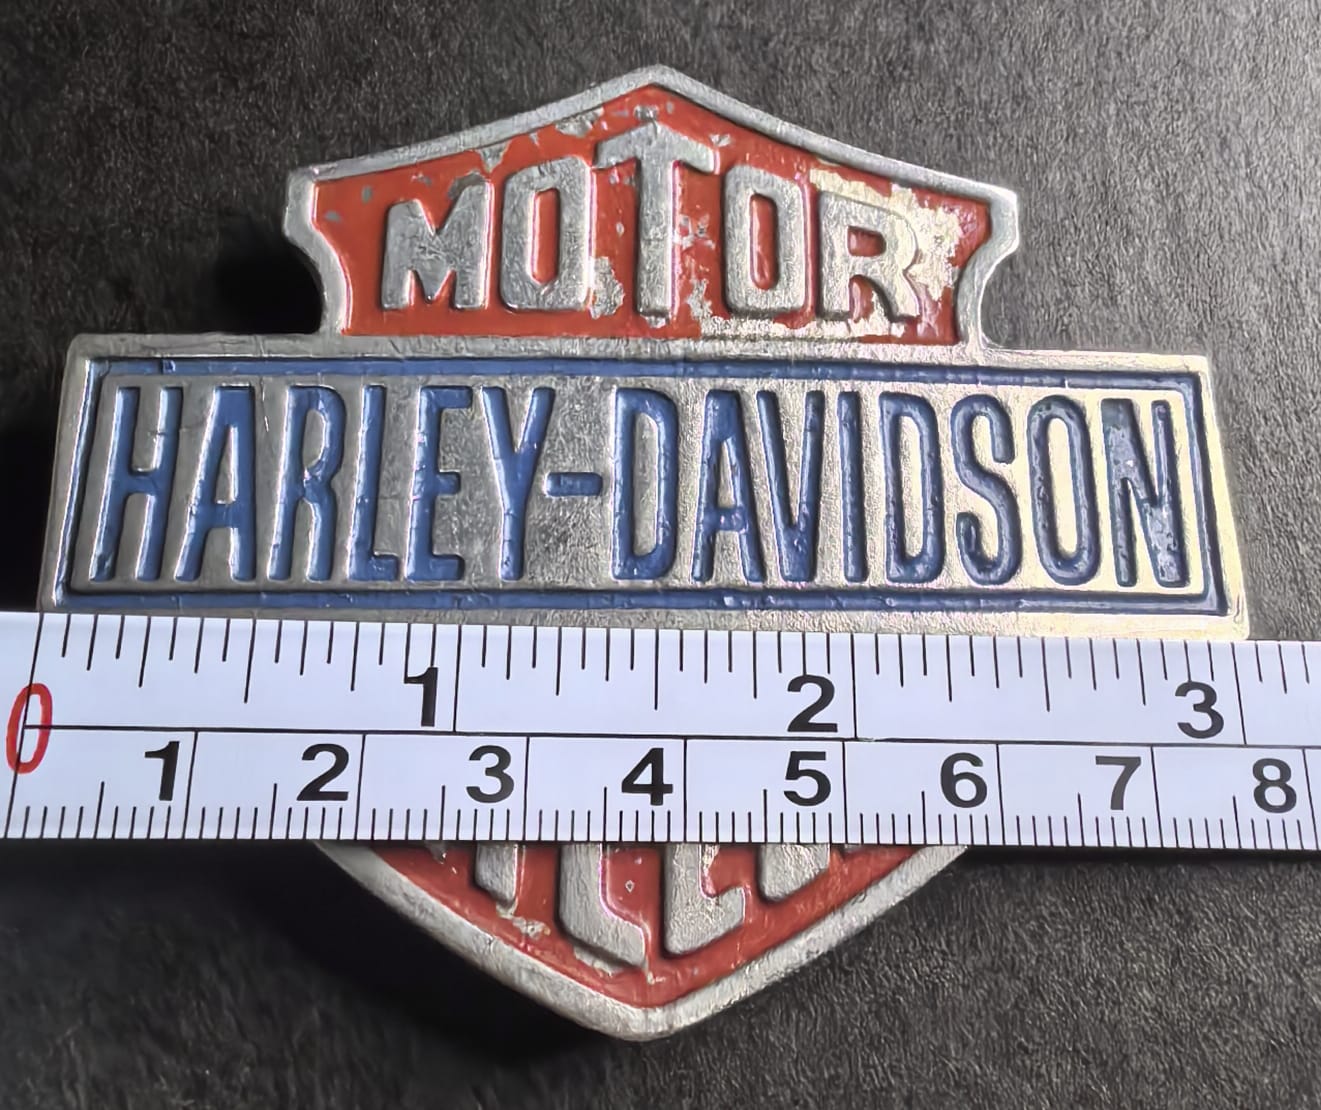 MOTOR
HARLEY-DAVIDSON
0 1 2 3
1 2 3 4 5 6 7 8